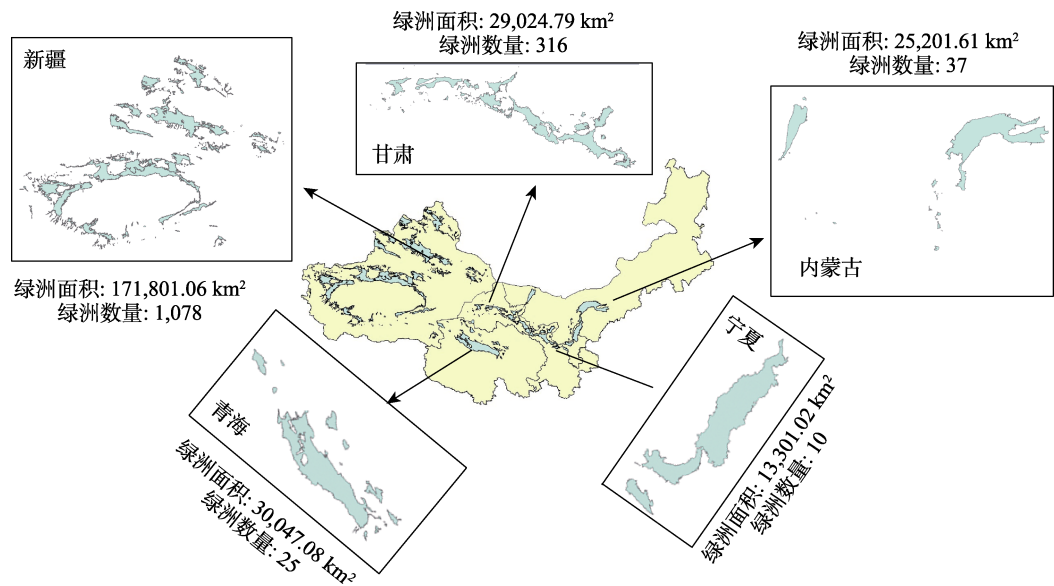 绿洲面积: 29,024.79 km²
绿洲数量: 316
甘肃
绿洲面积: 25,201.61 km²
绿洲数量: 37
内蒙古
新疆
绿洲面积: 171,801.06 km²
绿洲数量: 1,078
青海
绿洲面积: 30,047.08 km²
绿洲数量: 25
宁夏
绿洲面积: 13,301.02 km²
绿洲数量: 10